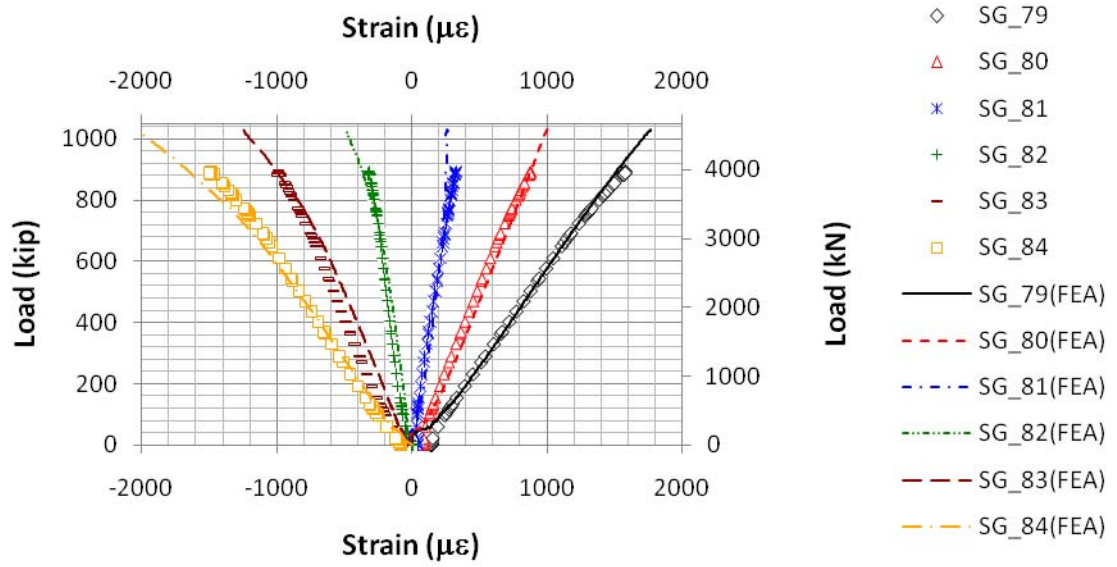 Strain (με)
-2000 -1000 0 1000 2000
Load (kip)
1000
800
600
400
200
0
4000
3000
2000
1000
0
Load (kN)
-2000 -1000 0 1000 2000
Strain (με)
SG_79
SG_80
SG_81
SG_82
SG_83
SG_84
SG_79(FEA)
SG_80(FEA)
SG_81(FEA)
SG_82(FEA)
SG_83(FEA)
SG_84(FEA)